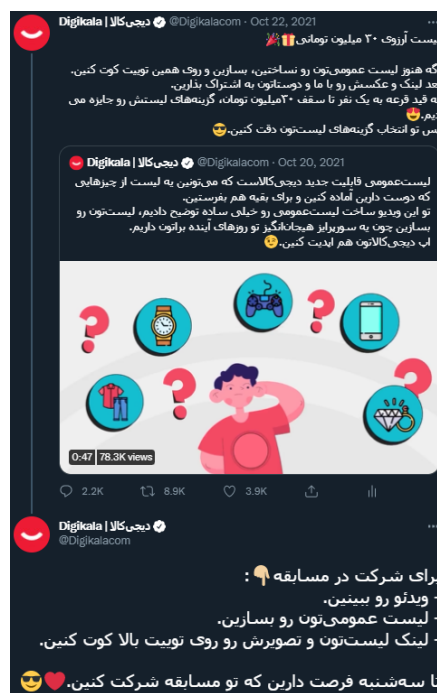 Digikala | دیجی‌کالا @Digikalacom · Oct 22, 2021
لیست آرزوی ۳۰ میلیون تومانی🎁🎉
اگه هنوز لیست عمومی‌تون رو نساختین، بسازین و روی همین توییت کوت کنین.
بعد لینک و عکسش رو با ما و دوستاتون به اشتراک بذارین.
به قید قرعه به یک نفر تا سقف ۳۰میلیون تومان، گزینه‌های لیستش رو جایزه می
دیم.😍
پس تو انتخاب گزینه‌های لیست‌تون دقت کنین.😎
Digikala | دیجی‌کالا @Digikalacom · Oct 20, 2021
لیست‌عمومی قابلیت جدید دیجی‌کالاست که می‌تونین یه لیست از چیزهایی
که دوست دارین آماده کنین و برای بقیه هم بفرستین.
تو این ویدیو ساخت لیست‌عمومی رو خیلی ساده توضیح دادیم، لیست‌تون رو
بسازین چون یه سورپرایز هیجان‌انگیز تو روزهای آینده براتون داریم.
اپ دیجی‌کالاتون هم اپدیت کنین.😉
0:47 78.3K views
2.2K 8.9K 3.9K
Digikala | دیجی‌کالا
@Digikalacom
برای شرکت در مسابقه👇🏼 :
- ویدئو رو ببینین.
- لیست عمومی‌تون رو بسازین.
- لینک لیست‌تون و تصویرش رو روی توییت بالا کوت کنین.
تا سه‌شنبه فرصت دارین که تو مسابقه شرکت کنین.❤️😎